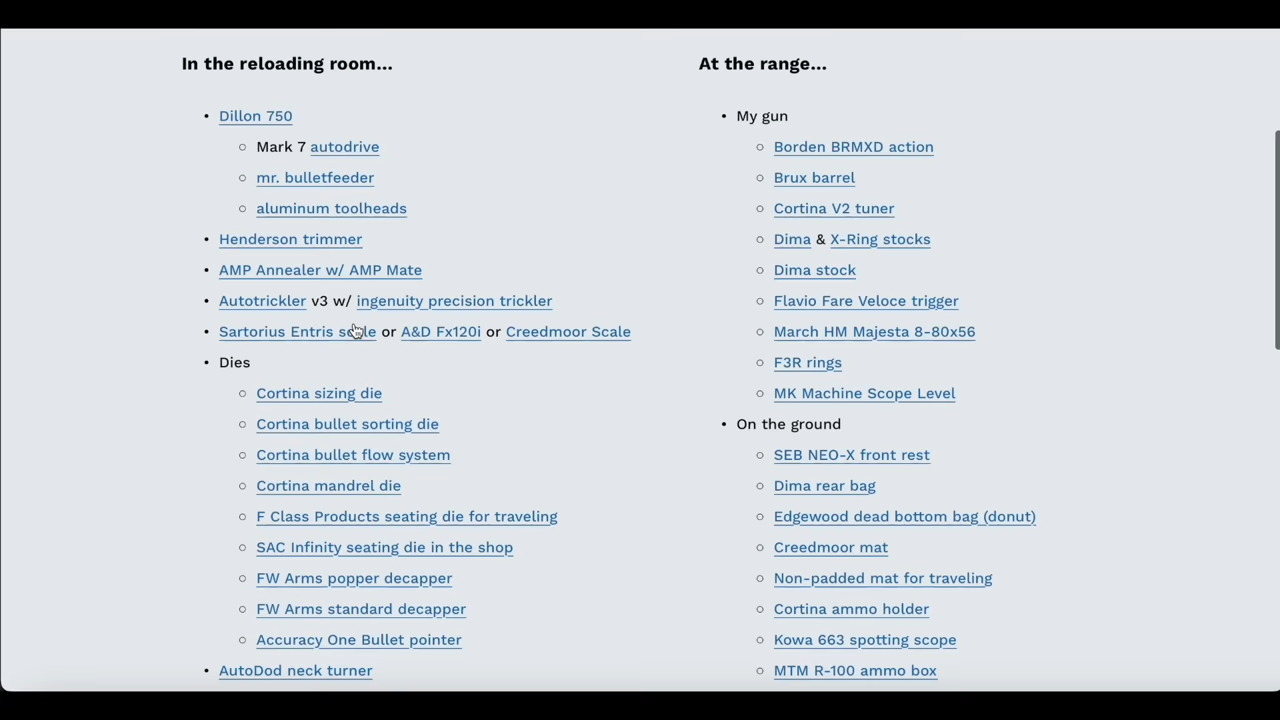 In the reloading room...
Dillon 750
Mark 7 autodrive
mr. bulletfeeder
aluminum toolheads
Henderson trimmer
AMP Annealer w/ AMP Mate
Autotrickler v3 w/ ingenuity precision trickler
Sartorius Entris scale or A&D Fx120i or Creedmoor Scale
Dies
Cortina sizing die
Cortina bullet sorting die
Cortina bullet flow system
Cortina mandrel die
F Class Products seating die for traveling
SAC Infinity seating die in the shop
FW Arms popper decapper
FW Arms standard decapper
Accuracy One Bullet pointer
AutoDod neck turner
At the range...
My gun
Borden BRMXD action
Brux barrel
Cortina V2 tuner
Dima & X-Ring stocks
Dima stock
Flavio Fare Veloce trigger
March HM Majesta 8-80x56
F3R rings
MK Machine Scope Level
On the ground
SEB NEO-X front rest
Dima rear bag
Edgewood dead bottom bag (donut)
Creedmoor mat
Non-padded mat for traveling
Cortina ammo holder
Kowa 663 spotting scope
MTM R-100 ammo box